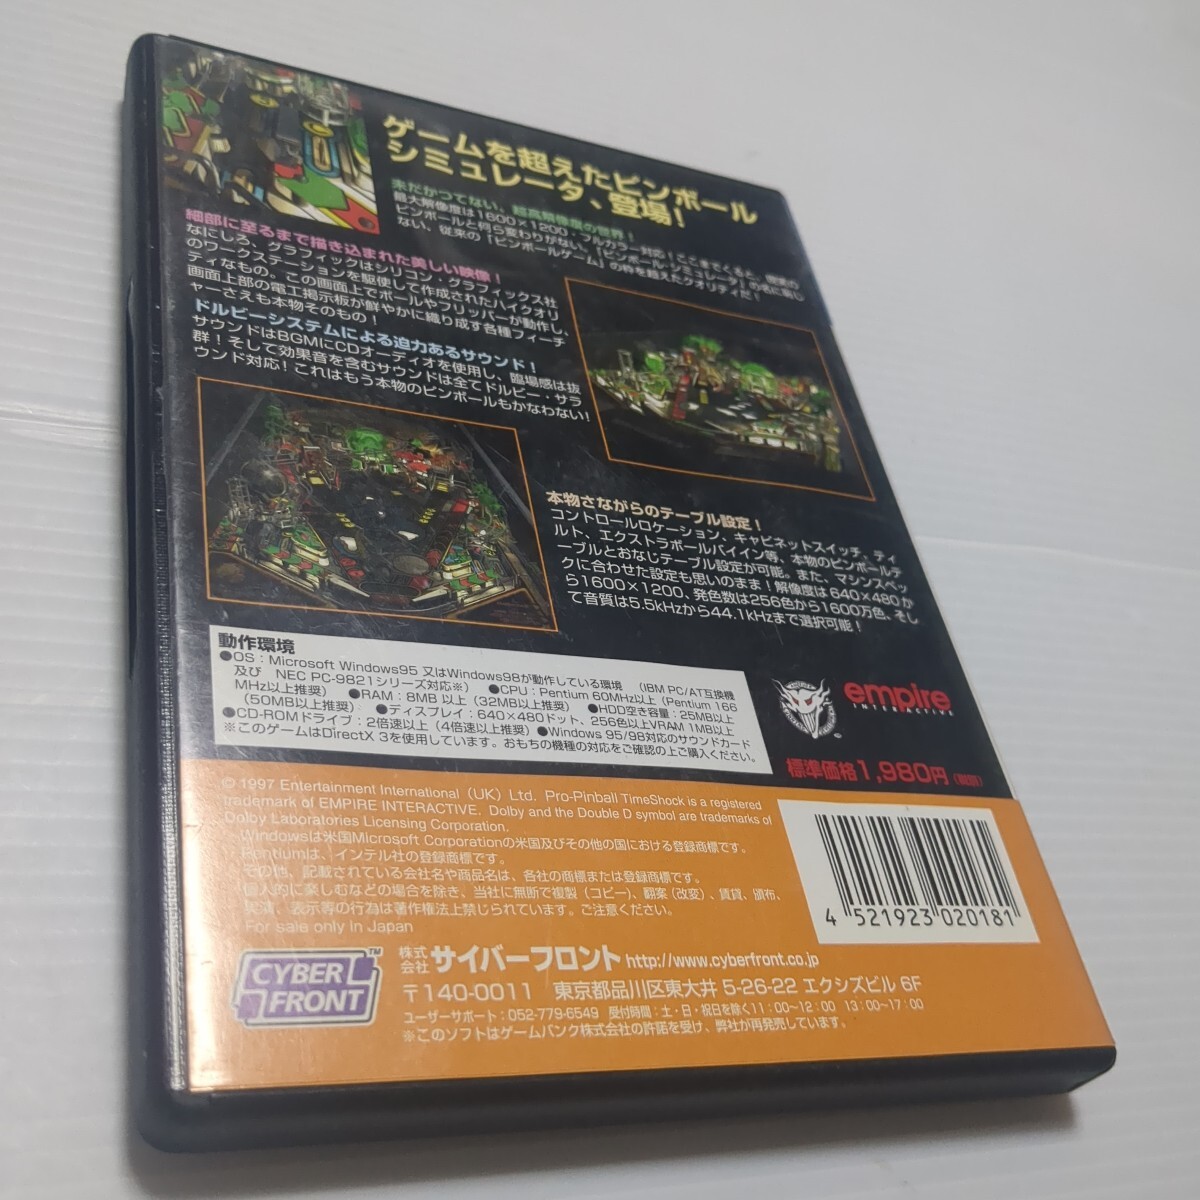 ゲームを超えたピンボール
シミュレータ、登場！
未だかつてない、超高解像度の世界！
最大解像度は1600×1200、フルカラー対応！ここまでくると、現実の
ピンボールと何ら変わりがない。「ピンボール・シミュレータ」の名に恥じ
ない、従来の「ピンボールゲーム」の枠を超えたクオリティだ！
細部に至るまで描き込まれた美しい映像！
なにしろ、グラフィックはシリコン・グラフィックス社
のワークステーションを駆使して作成されたハイクオリ
ティなもの。この画面上でボールやフリッパーが動作し、
画面上部の電工掲示板が鮮やかに織り成す各種フィーチ
ャーさえも本物そのもの！
ドルビーシステムによる迫力あるサウンド！
サウンドはBGMにCDオーディオを使用し、臨場感は抜
群！そして効果音を含むサウンドは全てドルビー・サラ
ウンド対応！これはもう本物のピンボールもかなわない！
本物さながらのテーブル設定！
コントロールロケーション、キャビネットスイッチ、ティ
ルト、エクストラボールバイイン等、本物のピンボールテ
ーブルとおなじテーブル設定が可能。また、マシンスペッ
クに合わせた設定も思いのまま！解像度は640×480か
ら1600×1200、発色数は256色から1600万色、そし
て音質は5.5kHzから44.1kHzまで選択可能！
動作環境
●OS：Microsoft Windows95 又はWindows98が動作している環境 （IBM PC/AT互換機
及び NEC PC-9821シリーズ対応※） ●CPU：Pentium 60MHz以上（Pentium 166
MHz以上推奨） ●RAM：8MB 以上（32MB以上推奨） ●HDD空き容量：25MB以上
（50MB以上推奨） ●ディスプレイ：640×480ドット、256色以上VRAM 1MB以上
●CD-ROMドライブ：2倍速以上（4倍速以上推奨）●Windows 95/98対応のサウンドカード
※このゲームはDirectX 3を使用しています。おもちの機種の対応をご確認の上ご購入ください。
empire
INTERACTIVE
標準価格1,980円（税別）
© 1997 Entertainment International (UK) Ltd. Pro-Pinball TimeShock is a registered
trademark of EMPIRE INTERACTIVE. Dolby and the Double D symbol are trademarks of
Dolby Laboratories Licensing Corporation.
Windowsは米国Microsoft Corporationの米国及びその他の国における登録商標です。
Pentiumは、インテル社の登録商標です。
その他、記載されている会社名や商品名は、各社の商標または登録商標です。
個人的に楽しむなどの場合を除き、当社に無断で複製（コピー）、翻案（改変）、賃貸、頒布、
実演、表示等の行為は著作権法上禁じられています。ご注意ください。
For sale only In Japan
4 521923 020181
CYBER
FRONT
TM
株式会社 サイバーフロント http://www.cyberfront.co.jp
〒140-0011 東京都品川区東大井 5-26-22 エクシズビル 6F
ユーザーサポート：052-779-6549 受付時間：土・日・祝日を除く11：00〜12：00 13：00〜17：00
※このソフトはゲームバンク株式会社の許諾を受け、弊社が再発売しています。